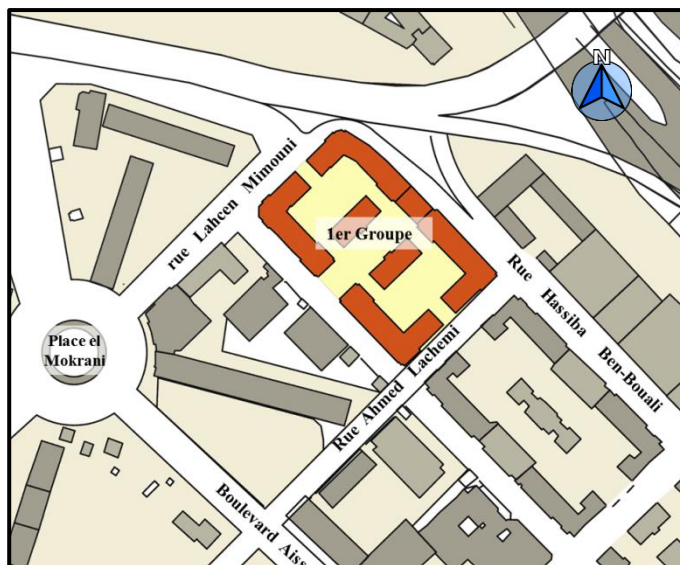 N
rue Lahcen Mimouni
1er Groupe
Rue Hassiba Ben-Bouali
Place el
Mokrani
Rue Ahmed Lachemi
Boulevard Aiss